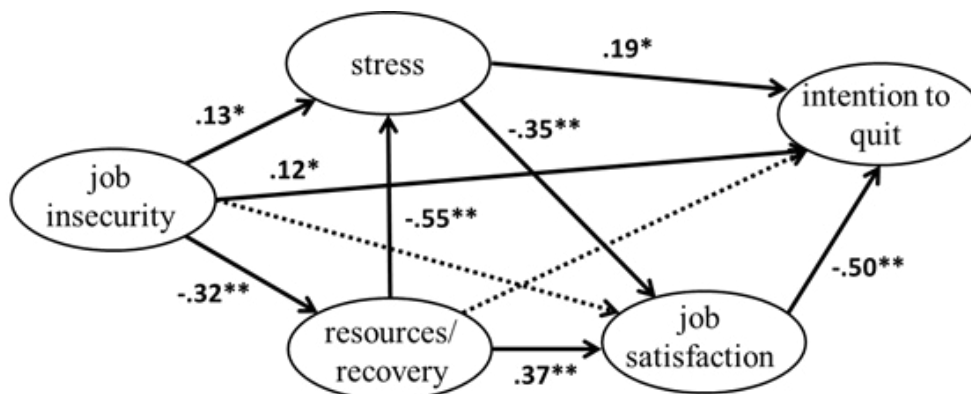 stress
.19*
intention to
quit
.13*
-.35**
job
insecurity
.12*
-.55**
-.32**
-.50**
resources/
recovery
.37**
job
satisfaction